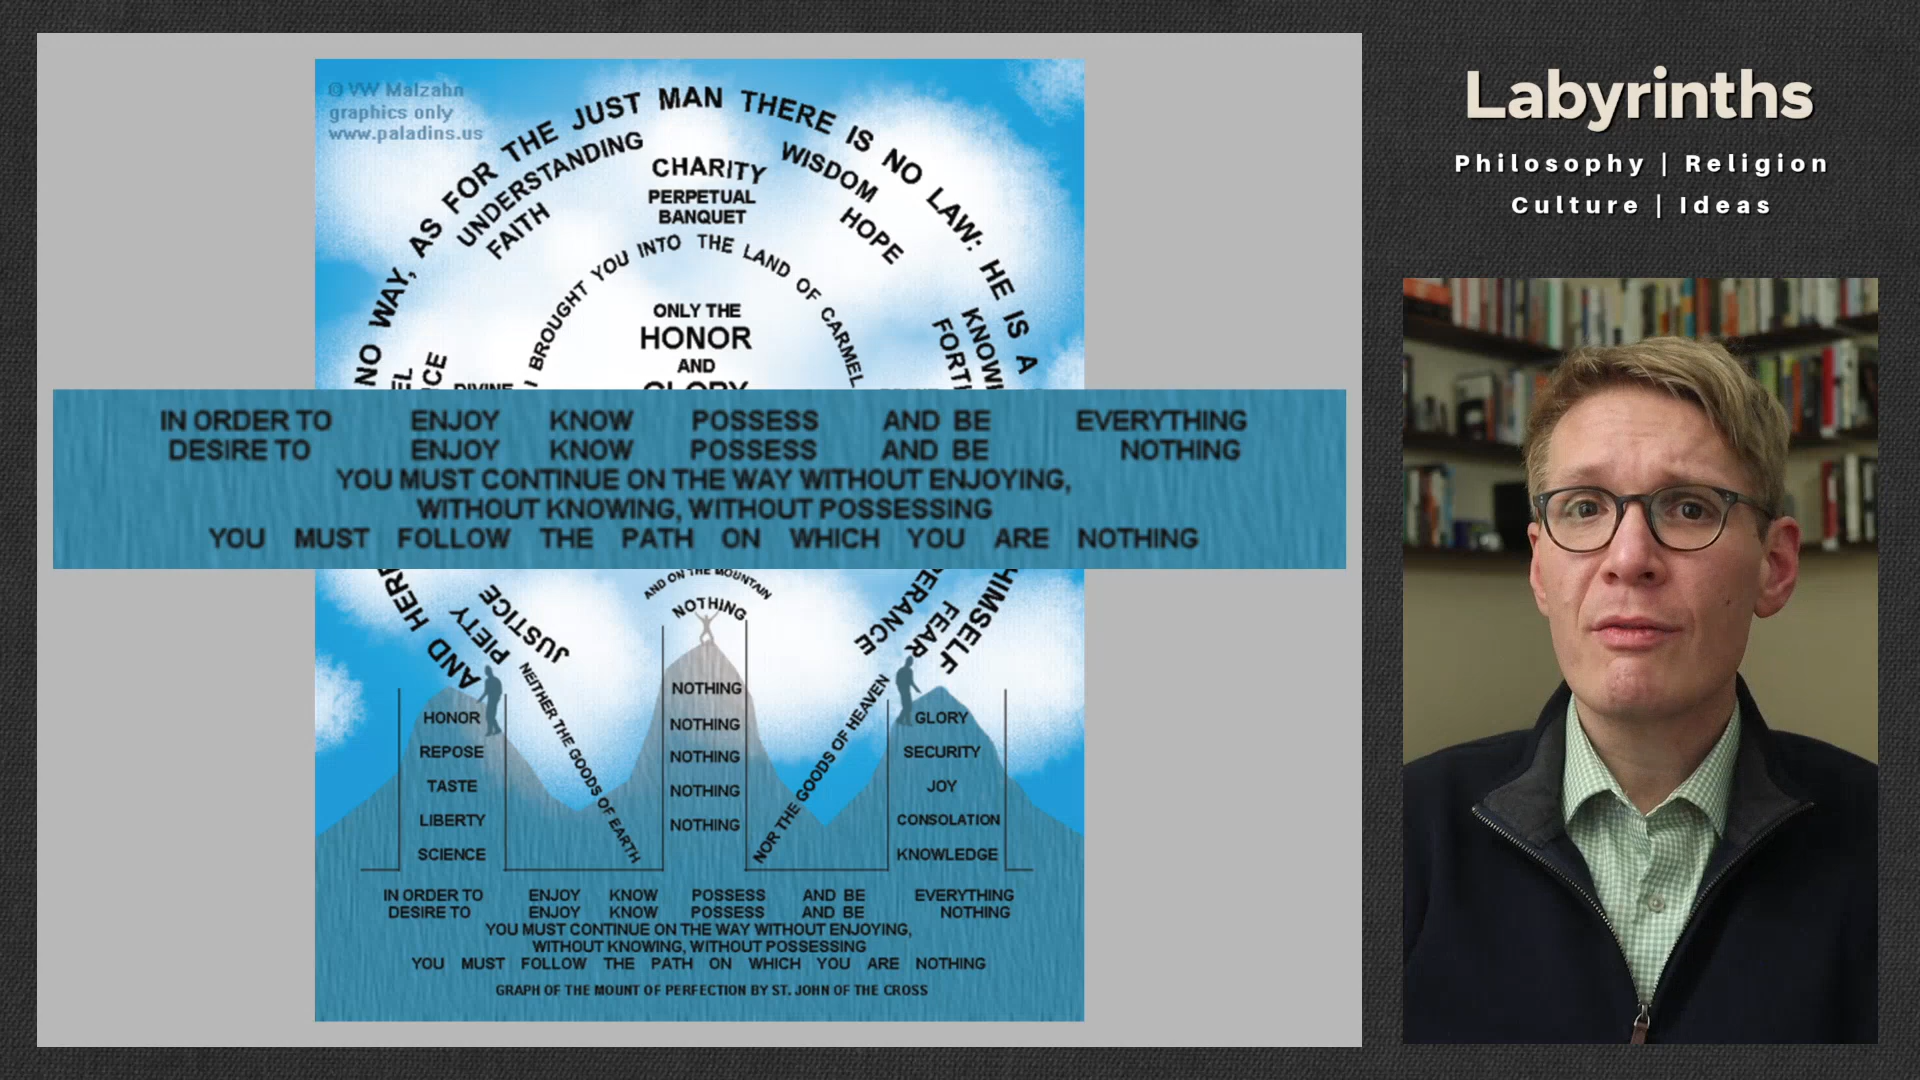 © VW Malzahn
graphics only
www.paladins.us
NO WAY, AS FOR THE JUST MAN THERE IS NO LAW: HE IS A
UNDERSTANDING
FAITH
CHARITY
PERPETUAL
BANQUET
WISDOM
HOPE
I BROUGHT YOU INTO THE LAND OF CARMEL
ONLY THE
HONOR
AND
GLORY
DIVINE
IN ORDER TO ENJOY KNOW POSSESS AND BE EVERYTHING
DESIRE TO ENJOY KNOW POSSESS AND BE NOTHING
YOU MUST CONTINUE ON THE WAY WITHOUT ENJOYING,
WITHOUT KNOWING, WITHOUT POSSESSING
YOU MUST FOLLOW THE PATH ON WHICH YOU ARE NOTHING
AND HER
PIETY
JUSTICE
AND ON THE MOUNTAIN
NOTHING
FEAR
HIMSELF
HONOR
REPOSE
TASTE
LIBERTY
SCIENCE
NEITHER THE GOODS OF EARTH
NOTHING
NOTHING
NOTHING
NOTHING
NOTHING
NOR THE GOODS OF HEAVEN
GLORY
SECURITY
JOY
CONSOLATION
KNOWLEDGE
IN ORDER TO ENJOY KNOW POSSESS AND BE EVERYTHING
DESIRE TO ENJOY KNOW POSSESS AND BE NOTHING
YOU MUST CONTINUE ON THE WAY WITHOUT ENJOYING,
WITHOUT KNOWING, WITHOUT POSSESSING
YOU MUST FOLLOW THE PATH ON WHICH YOU ARE NOTHING
GRAPH OF THE MOUNT OF PERFECTION BY ST. JOHN OF THE CROSS
Labyrinths
Philosophy | Religion
Culture | Ideas